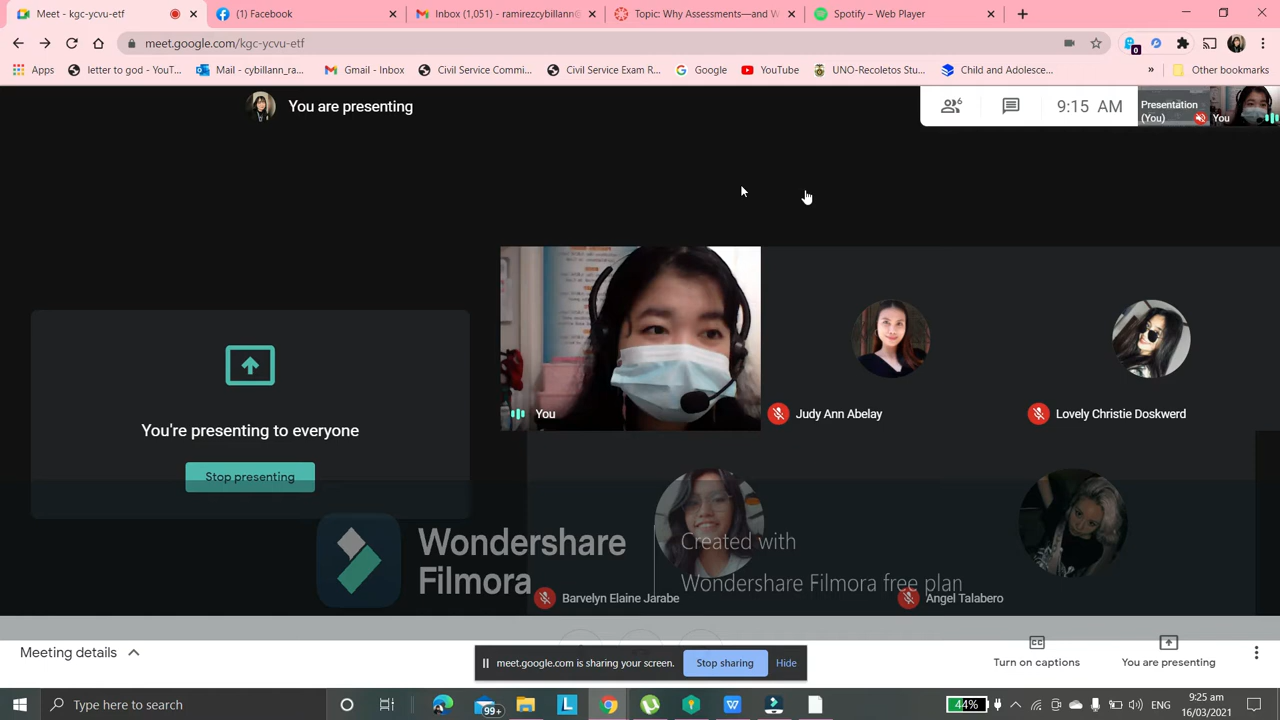 Meet - kgc-ycvu-etf
(1) Facebook
Inbox (1,051) - ramirezcybillann@
Topic: Why Assessments—and W
Spotify – Web Player
meet.google.com/kgc-ycvu-etf
0
Apps
letter to god - YouT...
Mail - cybillann_ra...
Gmail - Inbox
Civil Service Commi...
Civil Service Exam R...
Google
YouTube
UNO-Recoletos Stu...
Child and Adolesce...
»
Other bookmarks
You are presenting
6
9:15 AM
Presentation
(You)
You
You're presenting to everyone
Stop presenting
You
Judy Ann Abelay
Lovely Christie Doskwerd
Wondershare
Filmora
Created with
Wondershare Filmora free plan
Barvelyn Elaine Jarabe
Angel Talabero
Meeting details
meet.google.com is sharing your screen.
Stop sharing
Hide
CC
Turn on captions
You are presenting
Type here to search
99+
L
W
44%
ENG
9:25 am
16/03/2021